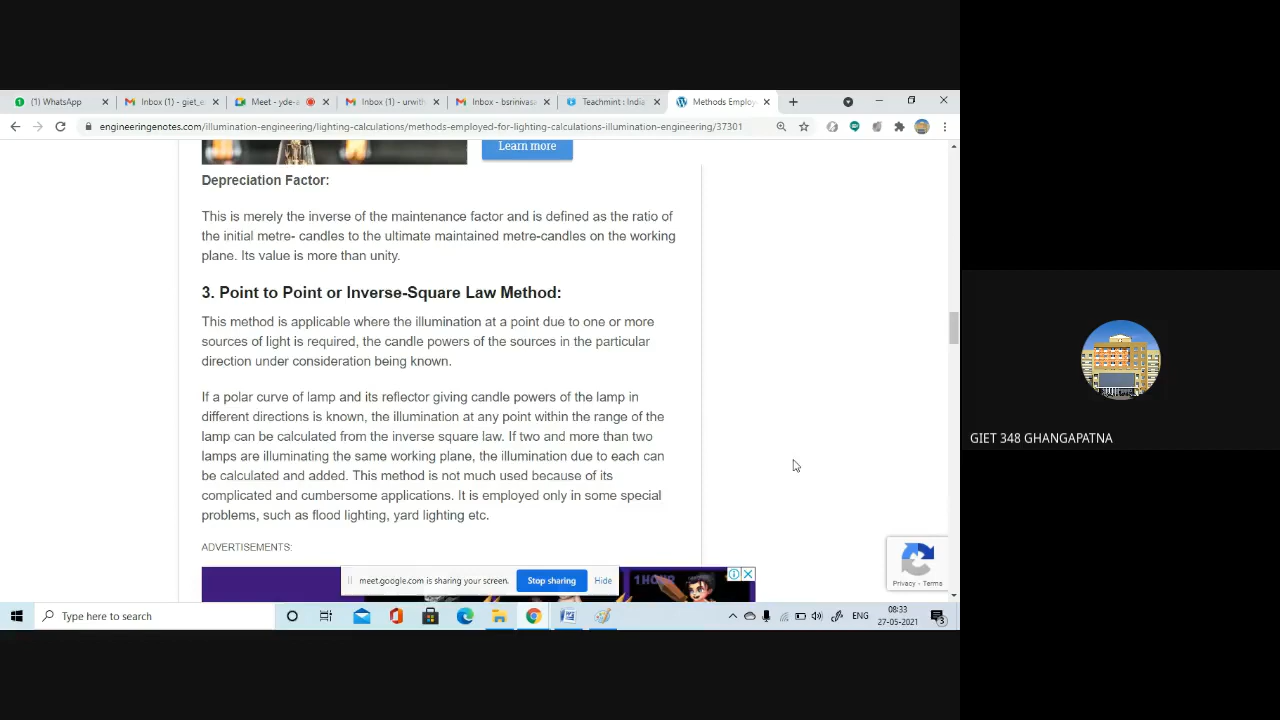 (1) WhatsApp
Inbox (1) - giet_e
Meet - yde-a
Inbox (1) - urwith
Inbox - bsrinivasa
Teachmint : India
Methods Employ
engineeringenotes.com/illumination-engineering/lighting-calculations/methods-employed-for-lighting-calculations-illumination-engineering/37301
Learn more
Depreciation Factor:
This is merely the inverse of the maintenance factor and is defined as the ratio of
the initial metre- candles to the ultimate maintained metre-candles on the working
plane. Its value is more than unity.
3. Point to Point or Inverse-Square Law Method:
This method is applicable where the illumination at a point due to one or more
sources of light is required, the candle powers of the sources in the particular
direction under consideration being known.
If a polar curve of lamp and its reflector giving candle powers of the lamp in
different directions is known, the illumination at any point within the range of the
lamp can be calculated from the inverse square law. If two and more than two
lamps are illuminating the same working plane, the illumination due to each can
be calculated and added. This method is not much used because of its
complicated and cumbersome applications. It is employed only in some special
problems, such as flood lighting, yard lighting etc.
ADVERTISEMENTS:
GIET 348 GHANGAPATNA
1 HOUR
meet.google.com is sharing your screen.
Stop sharing
Hide
Privacy - Terms
Type here to search
ENG
08:33
27-05-2021
3